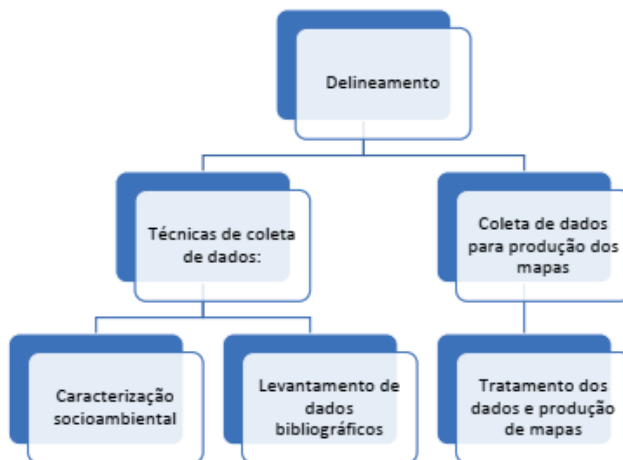 Delineamento
Técnicas de coleta
de dados:
Coleta de dados
para produção dos
mapas
Caracterização
socioambiental
Levantamento de
dados
bibliográficos
Tratamento dos
dados e produção
de mapas